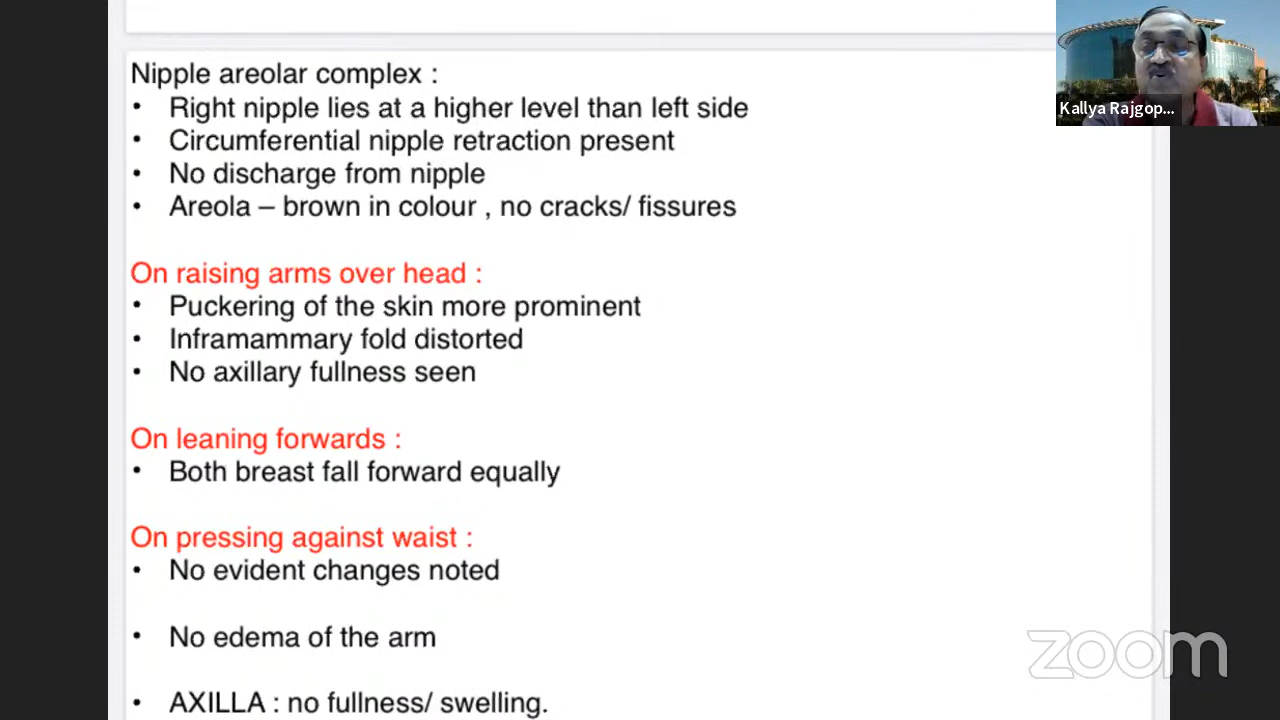 Nipple areolar complex :
• Right nipple lies at a higher level than left side
• Circumferential nipple retraction present
• No discharge from nipple
• Areola – brown in colour , no cracks/ fissures
On raising arms over head :
• Puckering of the skin more prominent
• Inframammary fold distorted
• No axillary fullness seen
On leaning forwards :
• Both breast fall forward equally
On pressing against waist :
• No evident changes noted
• No edema of the arm
• AXILLA : no fullness/ swelling.
Kallya Rajgop...
zoom